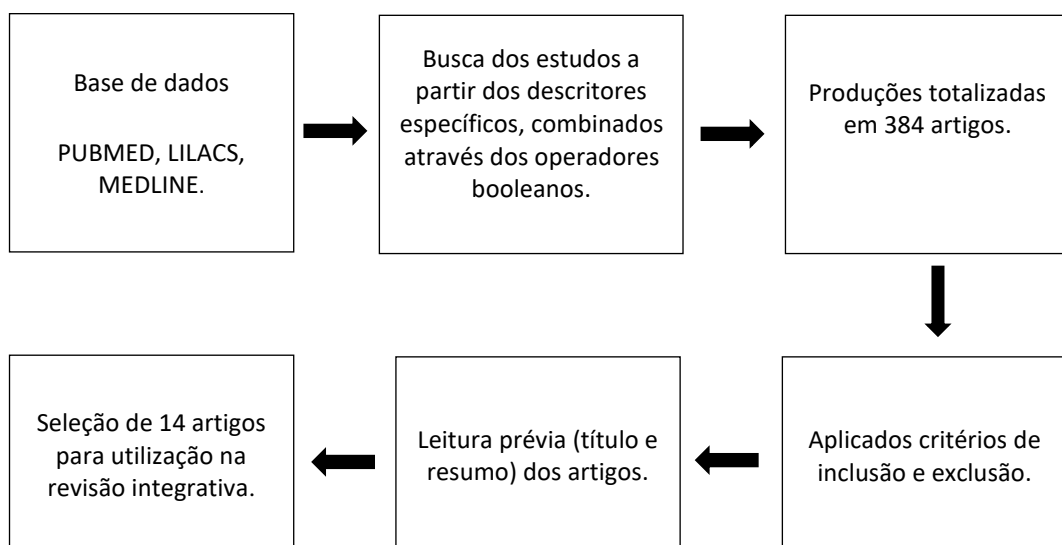 Base de dados
PUBMED, LILACS,
MEDLINE.
Busca dos estudos a
partir dos descritores
específicos, combinados
através dos operadores
booleanos.
Produções totalizadas
em 384 artigos.
Aplicados critérios de
inclusão e exclusão.
Leitura prévia (título e
resumo) dos artigos.
Seleção de 14 artigos
para utilização na
revisão integrativa.